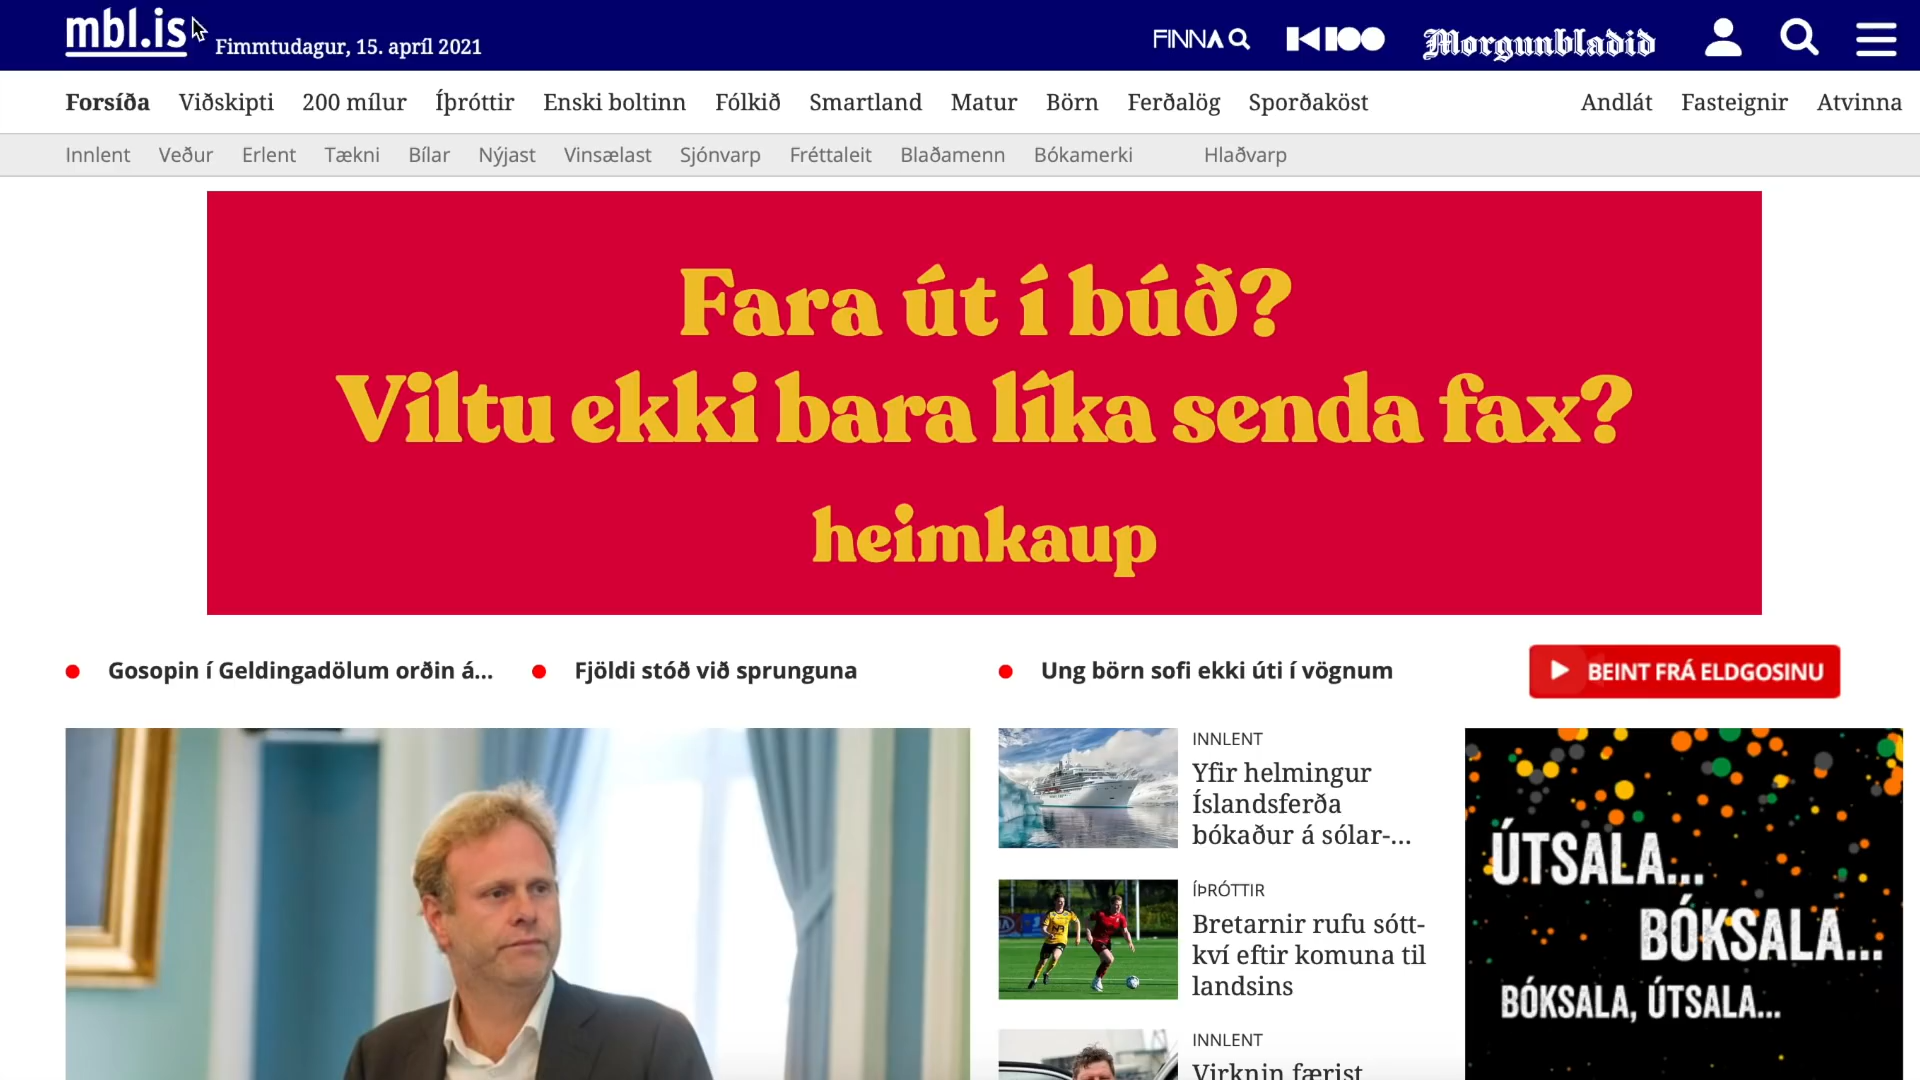 mbl.is
Fimmtudagur, 15. apríl 2021
FINNA
K100
Morgunblaðið
Forsíða Viðskipti 200 mílur Íþróttir Enski boltinn Fólkið Smartland Matur Börn Ferðalög Sporðaköst Andlát Fasteignir Atvinna
Innlent Veður Erlent Tækni Bílar Nýjast Vinsælast Sjónvarp Fréttaleit Blaðamenn Bókamerki Hlaðvarp
Fara út í búð?
Viltu ekki bara líka senda fax?
heimkaup
Gosopin í Geldingadölum orðin á...
Fjöldi stóð við sprunguna
Ung börn sofi ekki úti í vögnum
BEINT FRÁ ELDGOSINU
INNLENT
Yfir helmingur
Íslandsferða
bókaður á sólar-...
ÍÞRÓTTIR
Bretarnir rufu sótt-
kví eftir komuna til
landsins
INNLENT
Virknin færist
ÚTSALA...
BÓKSALA...
BÓKSALA, ÚTSALA...